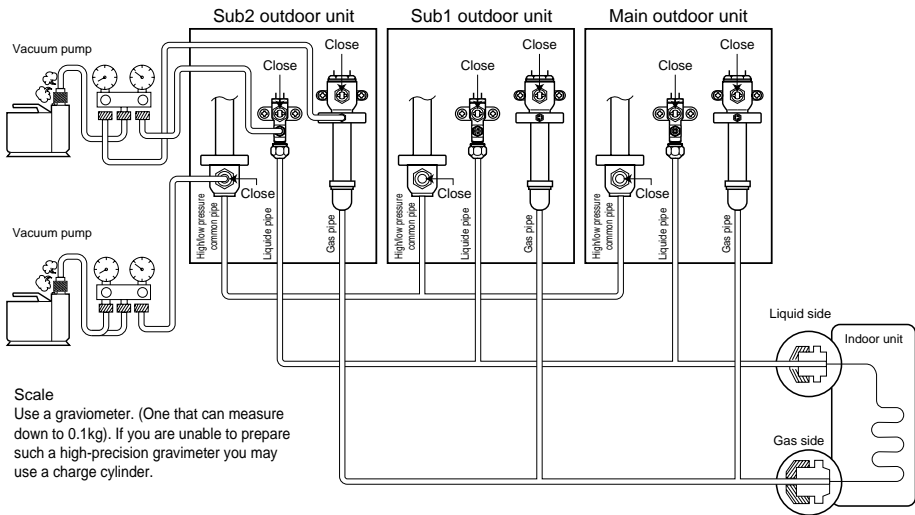 Sub2 outdoor unit
Sub1 outdoor unit
Main outdoor unit
Vacuum pump
Close
Close
Close
High/low pressure
common pipe
Liquide pipe
Gas pipe
Close
Close
Close
High/low pressure
common pipe
Liquide pipe
Gas pipe
Close
Close
Close
High/low pressure
common pipe
Liquide pipe
Gas pipe
Vacuum pump
Liquid side
Indoor unit
Gas side
Scale
Use a graviometer. (One that can measure
down to 0.1kg). If you are unable to prepare
such a high-precision gravimeter you may
use a charge cylinder.